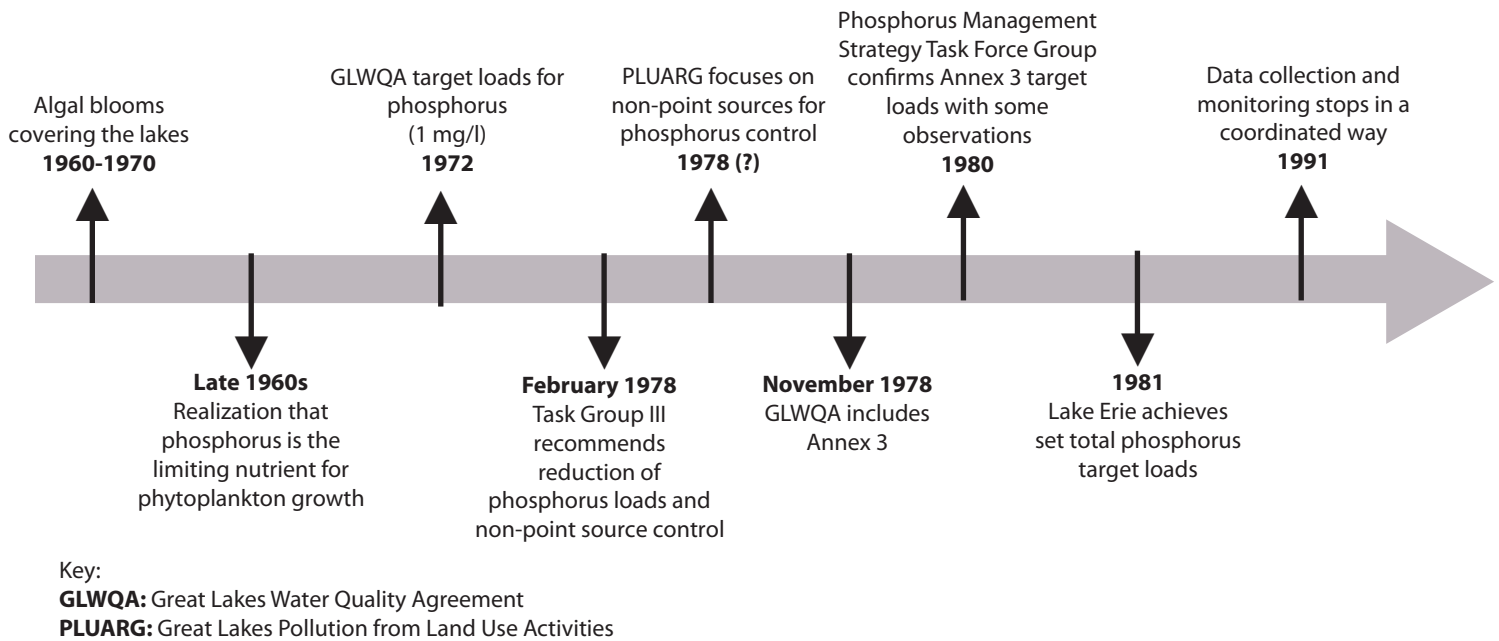 Algal blooms
covering the lakes
1960-1970
GLWQA target loads for
phosphorus
(1 mg/l)
1972
PLUARG focuses on
non-point sources for
phosphorus control
1978 (?)
Phosphorus Management
Strategy Task Force Group
confirms Annex 3 target
loads with some
observations
1980
Data collection and
monitoring stops in a
coordinated way
1991
Late 1960s
Realization that
phosphorus is the
limiting nutrient for
phytoplankton growth
February 1978
Task Group III
recommends
reduction of
phosphorus loads and
non-point source control
November 1978
GLWQA includes
Annex 3
1981
Lake Erie achieves
set total phosphorus
target loads
Key:
GLWQA: Great Lakes Water Quality Agreement
PLUARG: Great Lakes Pollution from Land Use Activities